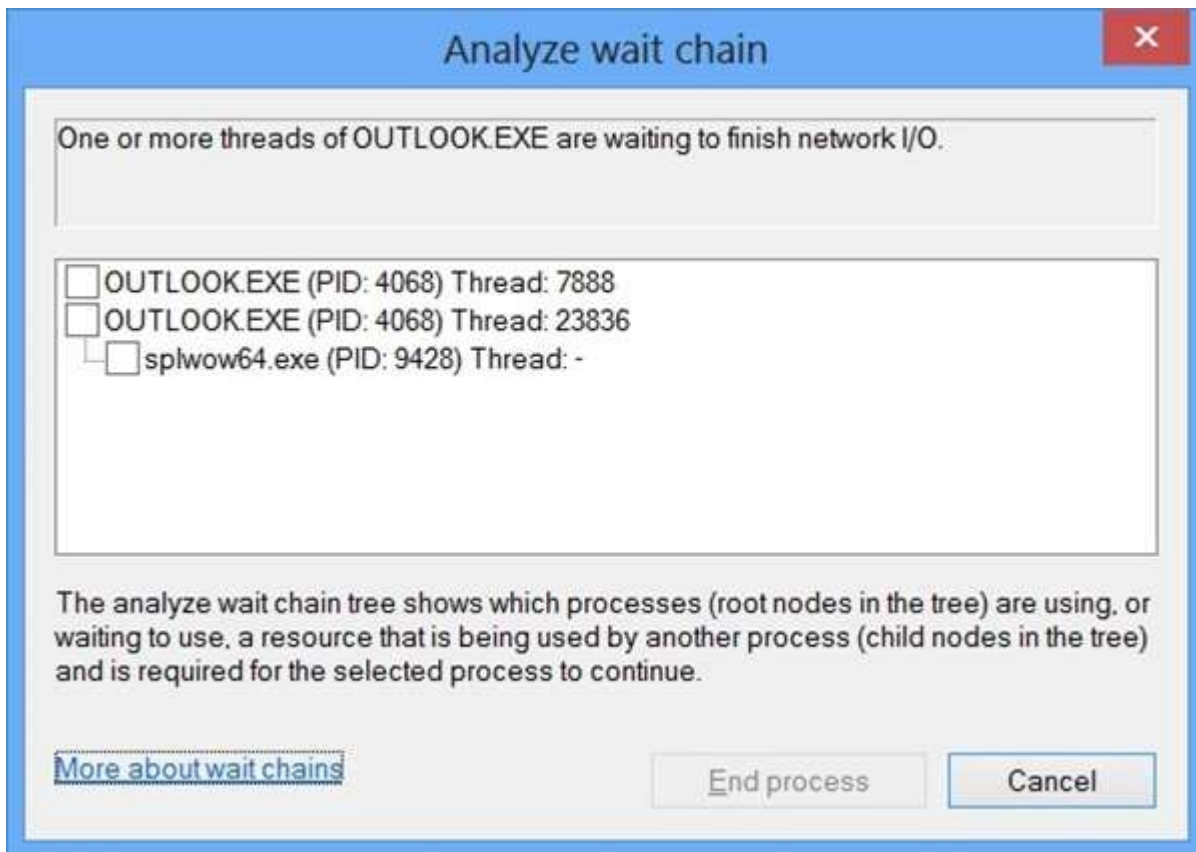 Analyze wait chain
One or more threads of OUTLOOK.EXE are waiting to finish network I/O.
OUTLOOK.EXE (PID: 4068) Thread: 7888
OUTLOOK.EXE (PID: 4068) Thread: 23836
splwow64.exe (PID: 9428) Thread: -
The analyze wait chain tree shows which processes (root nodes in the tree) are using, or
waiting to use, a resource that is being used by another process (child nodes in the tree)
and is required for the selected process to continue.
More about wait chains
End process
Cancel